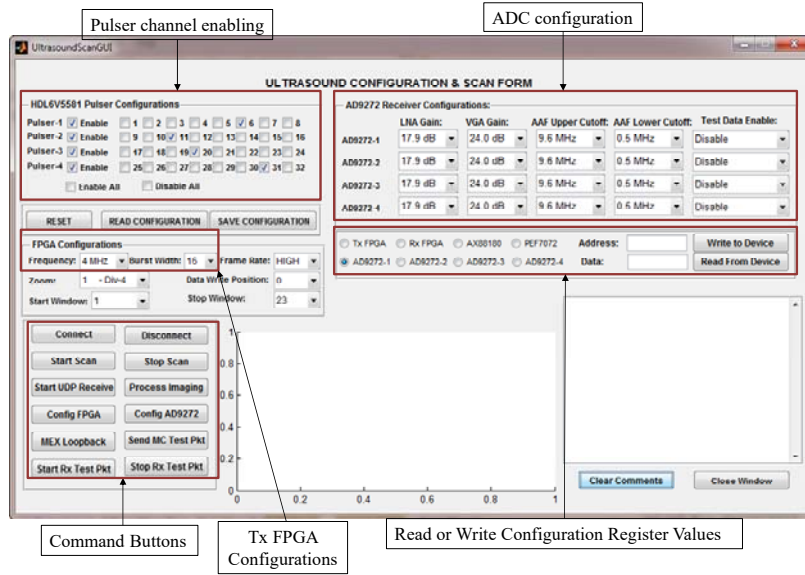 Pulser channel enabling
ADC configuration
UltrasoundScanGUI
ULTRASOUND CONFIGURATION & SCAN FORM
HDL6V5581 Pulser Configurations
Pulser-1 Enable 1 2 3 4 5 6 7 8
Pulser-2 Enable 9 10 11 12 13 14 15 16
Pulser-3 Enable 17 18 19 20 21 22 23 24
Pulser-4 Enable 25 26 27 28 29 30 31 32
Enable All Disable All
AD9272 Receiver Configurations:
LNA Gain: VGA Gain: AAF Upper Cutoff: AAF Lower Cutoff: Test Data Enable:
AD9272-1 17.9 dB 24.0 dB 9.6 MHz 0.5 MHz Disable
AD9272-2 17.9 dB 24.0 dB 9.6 MHz 0.5 MHz Disable
AD9272-3 17.9 dB 24.0 dB 9.6 MHz 0.5 MHz Disable
AD9272-4 17.9 dB 24.0 dB 9.6 MHz 0.5 MHz Disable
RESET READ CONFIGURATION SAVE CONFIGURATION
Tx FPGA Rx FPGA AX88180 PEF7072 Address: Write to Device
AD9272-1 AD9272-2 AD9272-3 AD9272-4 Data: Read From Device
FPGA Configurations
Frequency: 4 MHZ Burst Width: 16 Frame Rate: HIGH
Zoom: 1 - Div-4 Data Write Position: 0
Start Window: 1 Stop Window: 23
Connect Disconnect
Start Scan Stop Scan
Start UDP Receive Process Imaging
Config FPGA Config AD9272
MEX Loopback Send MC Test Pkt
Start Rx Test Pkt Stop Rx Test Pkt
1
0.8
0.6
0.4
0.2
0
0 0.2 0.4 0.6 0.8 1
Clear Comments Close Window
Command Buttons
Tx FPGA
Configurations
Read or Write Configuration Register Values